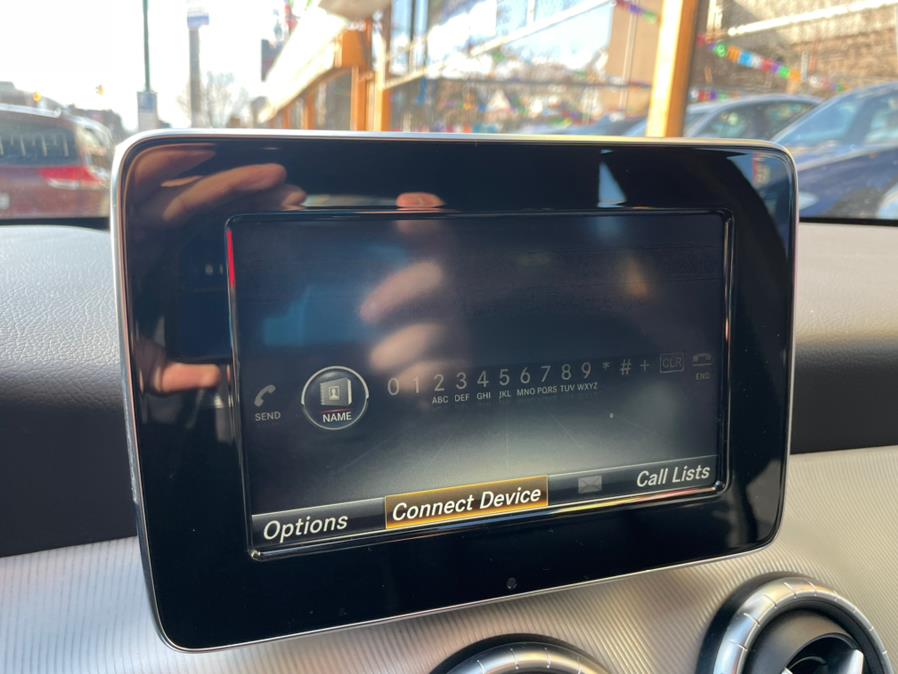 0 1 2 3 4 5 6 7 8 9 * # + CLR
ABC DEF GHI JKL MNO PQRS TUV WXYZ
SEND NAME END
Options Connect Device Call Lists